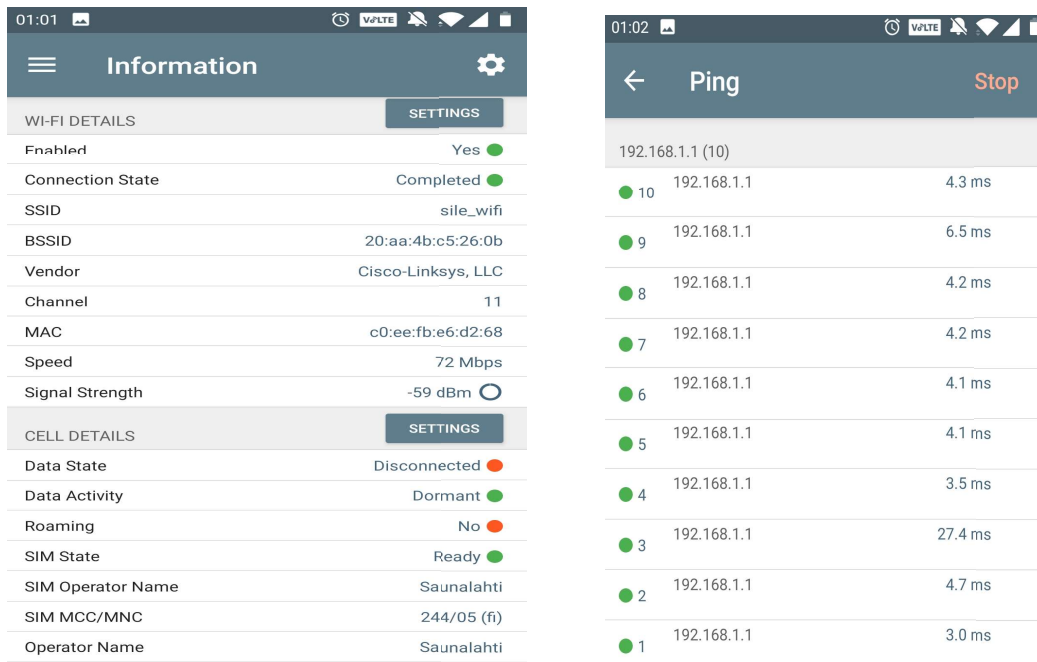 01:01 VoLTE
Information
WI-FI DETAILS SETTINGS
Enabled Yes
Connection State Completed
SSID sile_wifi
BSSID 20:aa:4b:c5:26:0b
Vendor Cisco-Linksys, LLC
Channel 11
MAC c0:ee:fb:e6:d2:68
Speed 72 Mbps
Signal Strength -59 dBm
CELL DETAILS SETTINGS
Data State Disconnected
Data Activity Dormant
Roaming No
SIM State Ready
SIM Operator Name Saunalahti
SIM MCC/MNC 244/05 (fi)
Operator Name Saunalahti
01:02 VoLTE
Ping Stop
192.168.1.1 (10)
10 192.168.1.1 4.3 ms
9 192.168.1.1 6.5 ms
8 192.168.1.1 4.2 ms
7 192.168.1.1 4.2 ms
6 192.168.1.1 4.1 ms
5 192.168.1.1 4.1 ms
4 192.168.1.1 3.5 ms
3 192.168.1.1 27.4 ms
2 192.168.1.1 4.7 ms
1 192.168.1.1 3.0 ms